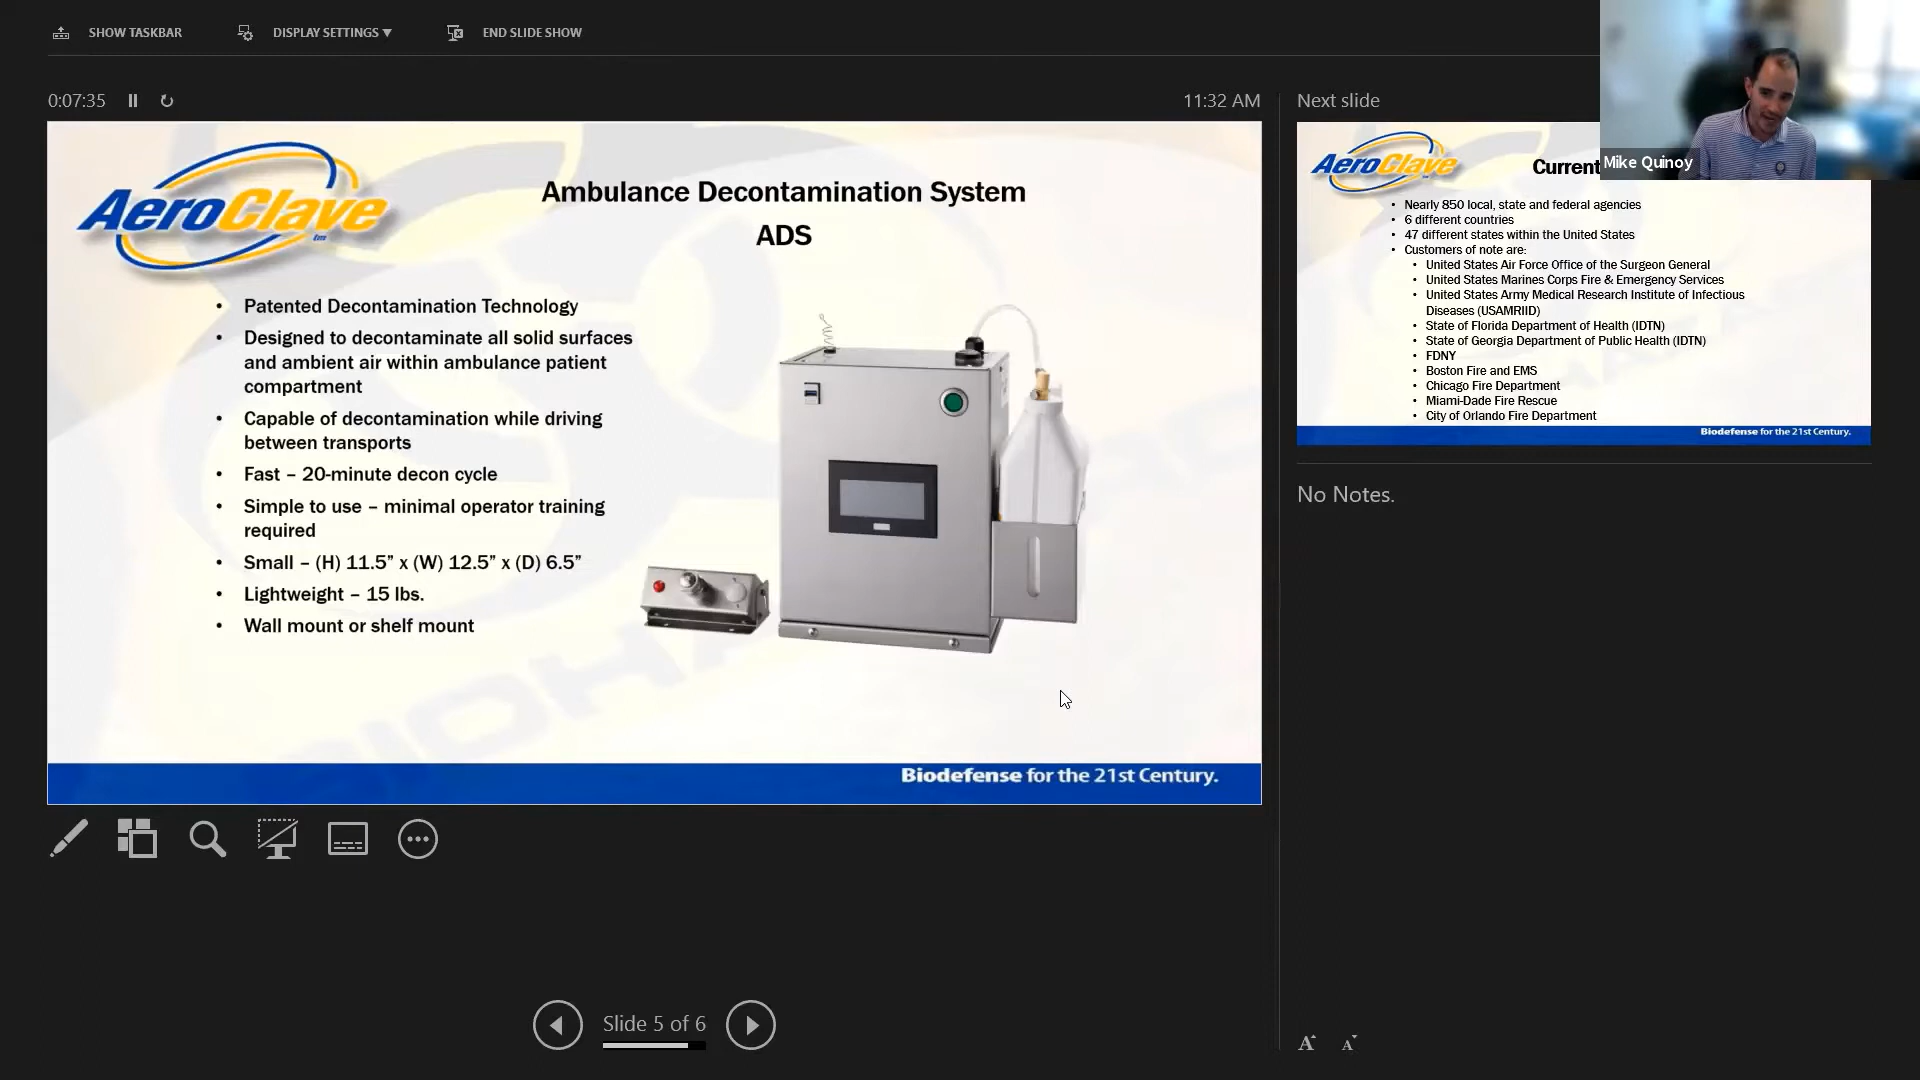 SHOW TASKBAR
DISPLAY SETTINGS ▼
END SLIDE SHOW
0:07:35
11:32 AM
AeroClave
tm
Ambulance Decontamination System
ADS
• Patented Decontamination Technology
• Designed to decontaminate all solid surfaces
and ambient air within ambulance patient
compartment
• Capable of decontamination while driving
between transports
• Fast – 20-minute decon cycle
• Simple to use – minimal operator training
required
• Small – (H) 11.5” x (W) 12.5” x (D) 6.5”
• Lightweight – 15 lbs.
• Wall mount or shelf mount
BIOHA
Biodefense for the 21st Century.
Slide 5 of 6
Next slide
Mike Quinoy
AeroClave
Current
• Nearly 850 local, state and federal agencies
• 6 different countries
• 47 different states within the United States
• Customers of note are:
• United States Air Force Office of the Surgeon General
• United States Marines Corps Fire & Emergency Services
• United States Army Medical Research Institute of Infectious
Diseases (USAMRIID)
• State of Florida Department of Health (IDTN)
• State of Georgia Department of Public Health (IDTN)
• FDNY
• Boston Fire and EMS
• Chicago Fire Department
• Miami-Dade Fire Rescue
• City of Orlando Fire Department
Biodefense for the 21st Century.
No Notes.
A A